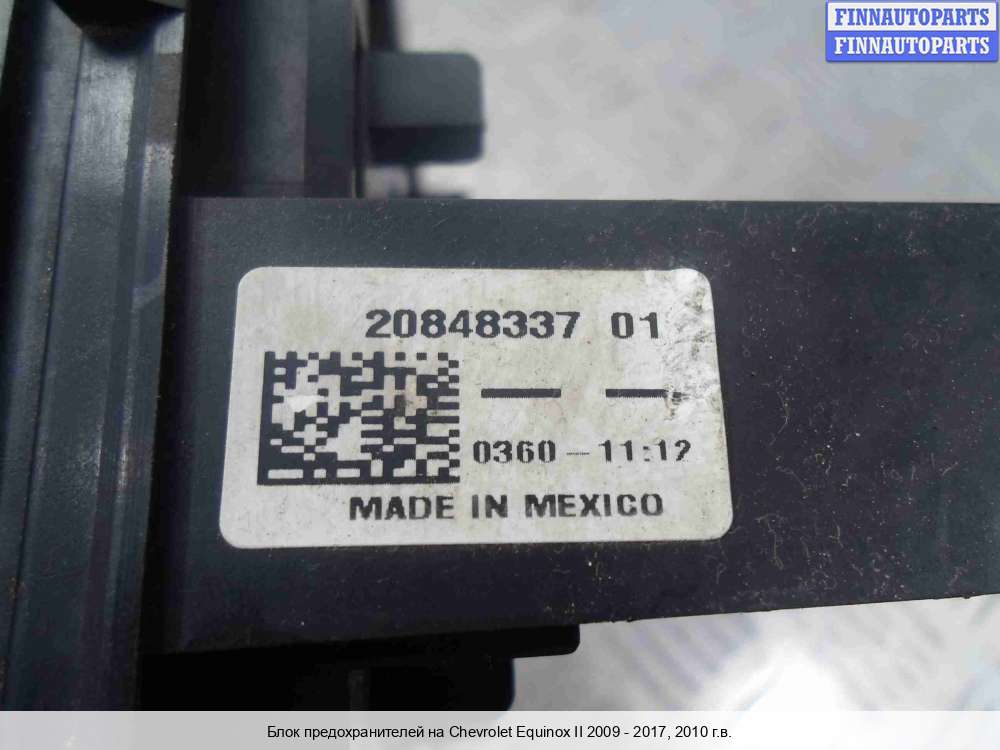 FINNAUTOPARTS
FINNAUTOPARTS
20848337 01
0360 - 11:12
MADE IN MEXICO
Блок предохранителей на Chevrolet Equinox II 2009 - 2017, 2010 г.в.